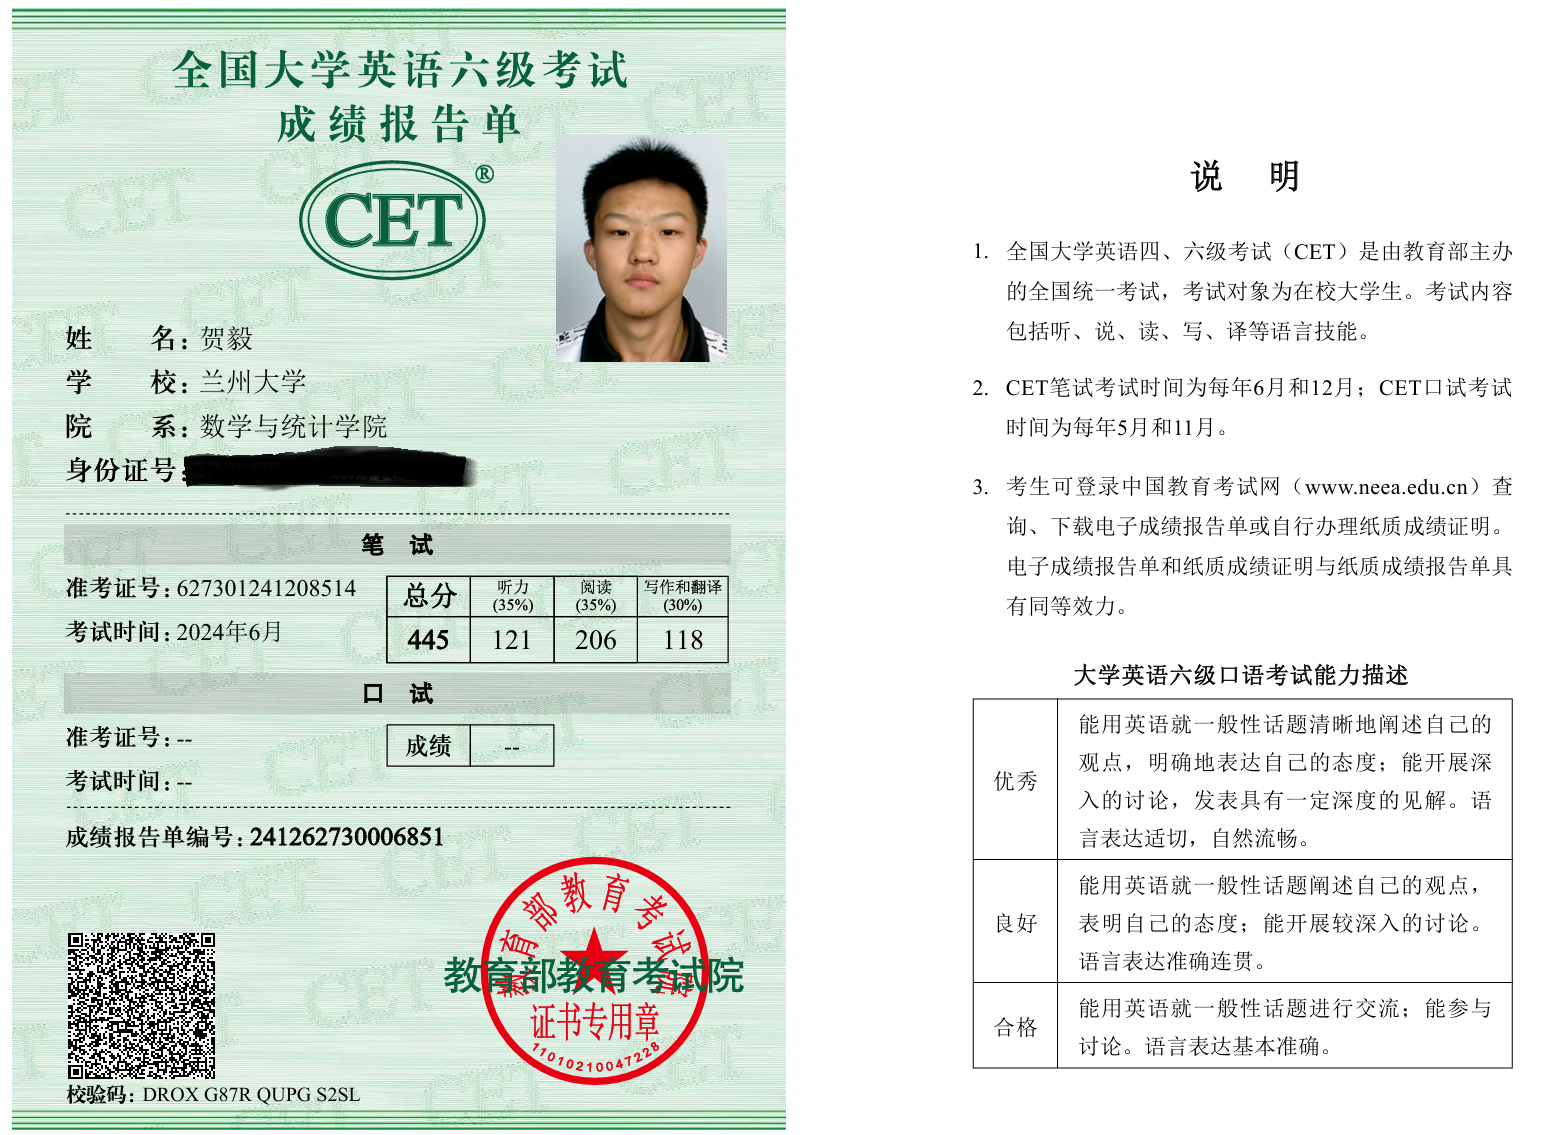 全国大学英语六级考试
成绩报告单
CET®
姓 名：贺毅
学 校：兰州大学
院 系：数学与统计学院
身份证号：
笔 试
准考证号：627301241208514
考试时间：2024年6月
总分 听力(35%) 阅读(35%) 写作和翻译(30%)
445 121 206 118
口 试
准考证号：--
考试时间：--
成绩 --
成绩报告单编号：241262730006851
教育部教育考试院
教育部教育考试院
证书专用章
11010210047228
校验码：DROX G87R QUPG S2SL
说 明
1. 全国大学英语四、六级考试（CET）是由教育部主办
的全国统一考试，考试对象为在校大学生。考试内容
包括听、说、读、写、译等语言技能。
2. CET笔试考试时间为每年6月和12月；CET口试考试
时间为每年5月和11月。
3. 考生可登录中国教育考试网（www.neea.edu.cn）查
询、下载电子成绩报告单或自行办理纸质成绩证明。
电子成绩报告单和纸质成绩证明与纸质成绩报告单具
有同等效力。
大学英语六级口语考试能力描述
优秀
能用英语就一般性话题清晰地阐述自己的
观点，明确地表达自己的态度；能开展深
入的讨论，发表具有一定深度的见解。语
言表达适切，自然流畅。
良好
能用英语就一般性话题阐述自己的观点，
表明自己的态度；能开展较深入的讨论。
语言表达准确连贯。
合格
能用英语就一般性话题进行交流；能参与
讨论。语言表达基本准确。